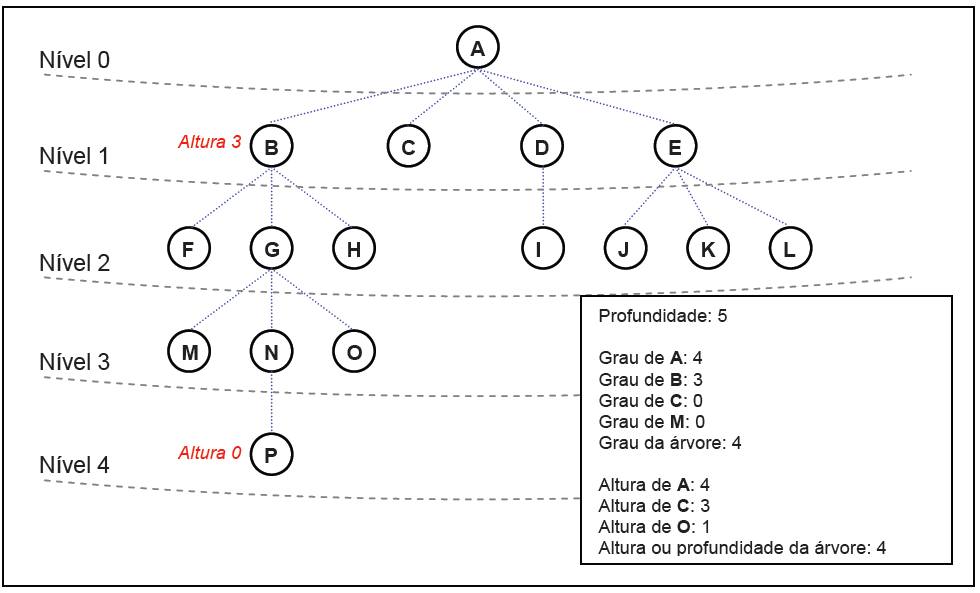 Nível 0
A
Nível 1
Altura 3
B
C
D
E
Nível 2
F
G
H
I
J
K
L
Nível 3
M
N
O
Nível 4
Altura 0
P
Profundidade: 5
Grau de A: 4
Grau de B: 3
Grau de C: 0
Grau de M: 0
Grau da árvore: 4
Altura de A: 4
Altura de C: 3
Altura de O: 1
Altura ou profundidade da árvore: 4